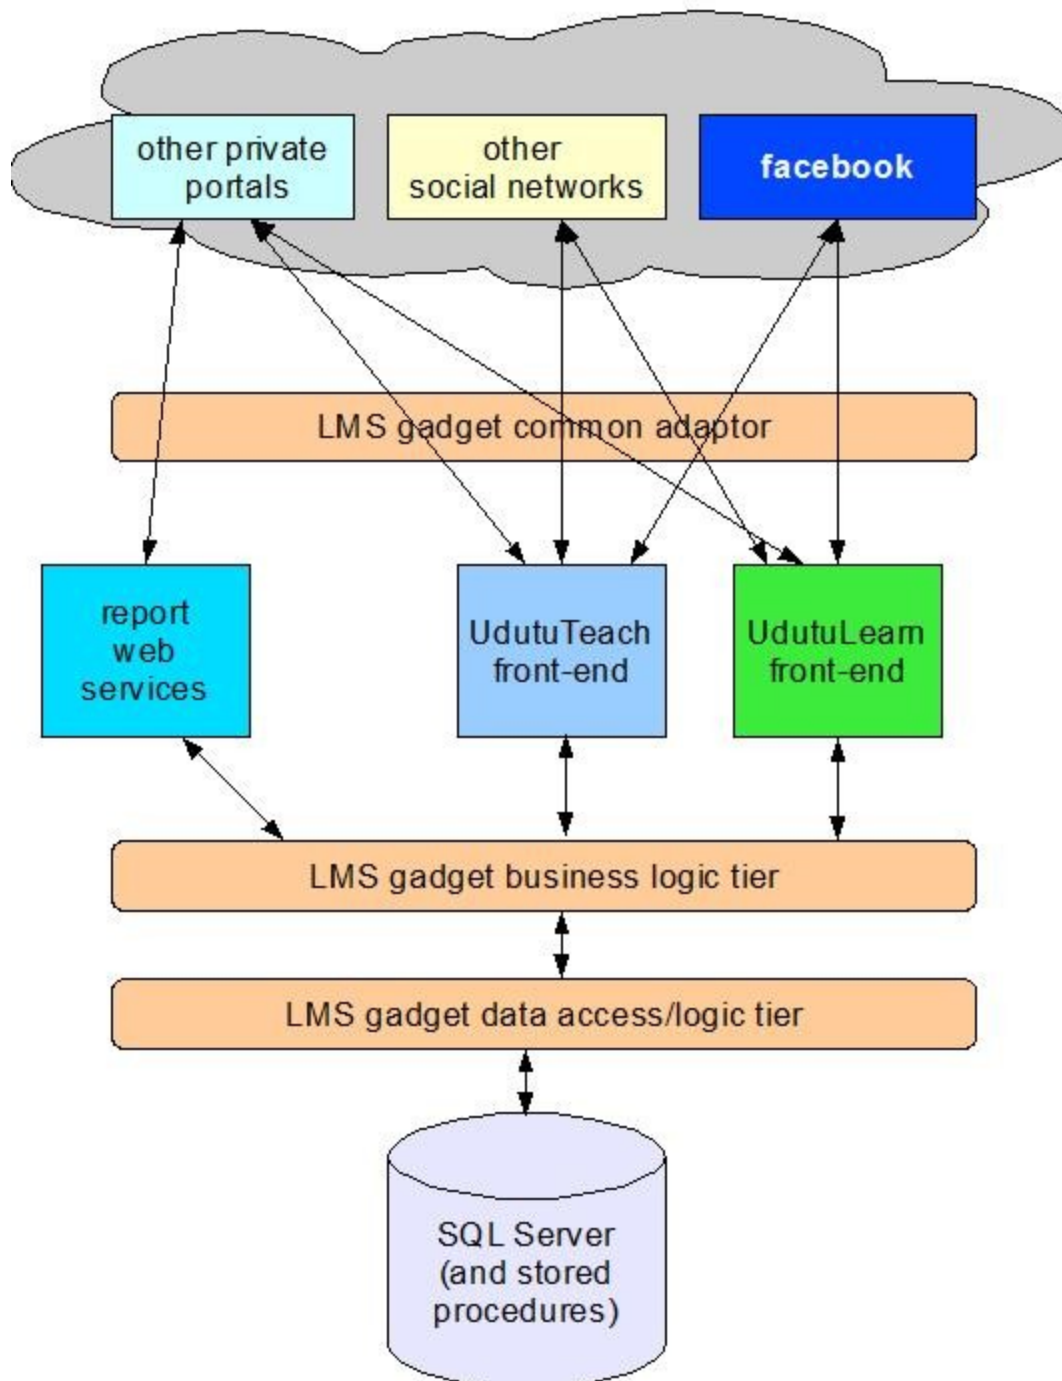 other private
portals
other
social networks
facebook
LMS gadget common adaptor
report
web
services
UdutuTeach
front-end
UdutuLearn
front-end
LMS gadget business logic tier
LMS gadget data access/logic tier
SQL Server
(and stored
procedures)